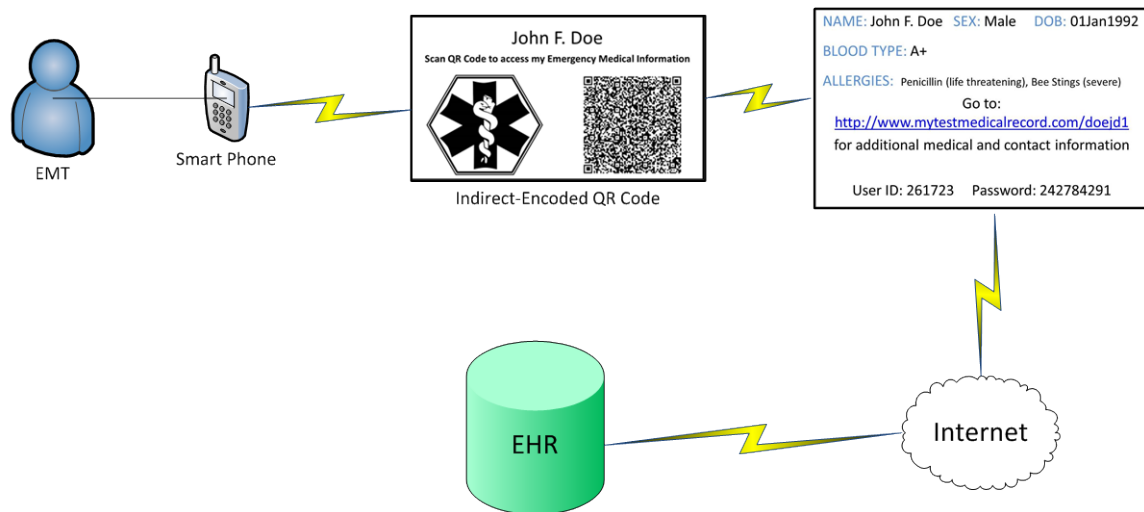 EMT
Smart Phone
John F. Doe
Scan QR Code to access my Emergency Medical Information
Indirect-Encoded QR Code
NAME: John F. Doe SEX: Male DOB: 01Jan1992
BLOOD TYPE: A+
ALLERGIES: Penicillin (life threatening), Bee Stings (severe)
Go to:
http://www.mytestmedicalrecord.com/doejd1
for additional medical and contact information
User ID: 261723 Password: 242784291
EHR
Internet